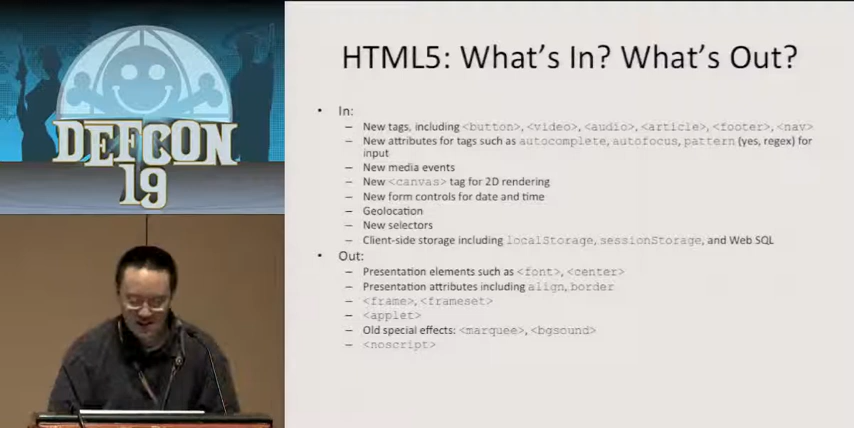 DEFCON
19
HTML5: What's In? What's Out?
• In:
– New tags, including <button>, <video>, <audio>, <article>, <footer>, <nav>
– New attributes for tags such as autocomplete, autofocus, pattern (yes, regex) for
input
– New media events
– New <canvas> tag for 2D rendering
– New form controls for date and time
– Geolocation
– New selectors
– Client-side storage including localStorage, sessionStorage, and Web SQL
• Out:
– Presentation elements such as <font>, <center>
– Presentation attributes including align, border
– <frame>, <frameset>
– <applet>
– Old special effects: <marquee>, <bgsound>
– <noscript>